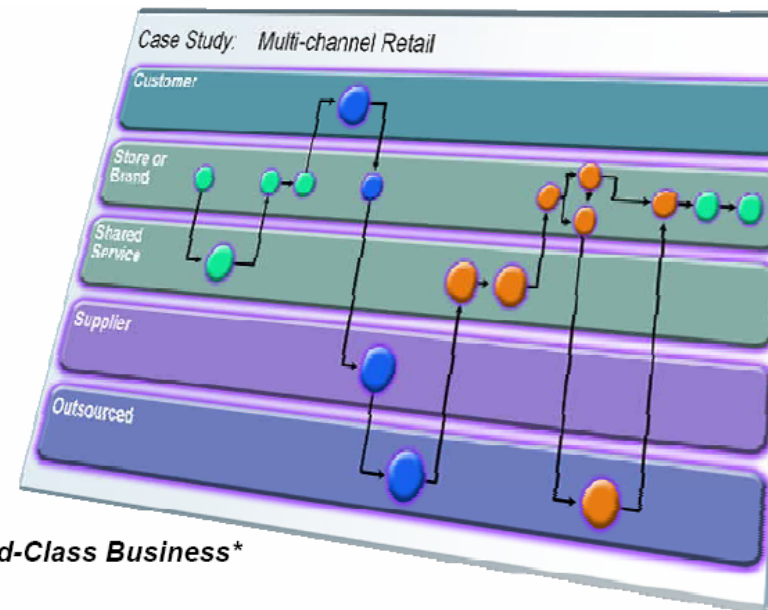 Case Study: Multi-channel Retail
Customer
Store or
Brand
Shared
Service
Supplier
Outsourced
d-Class Business*